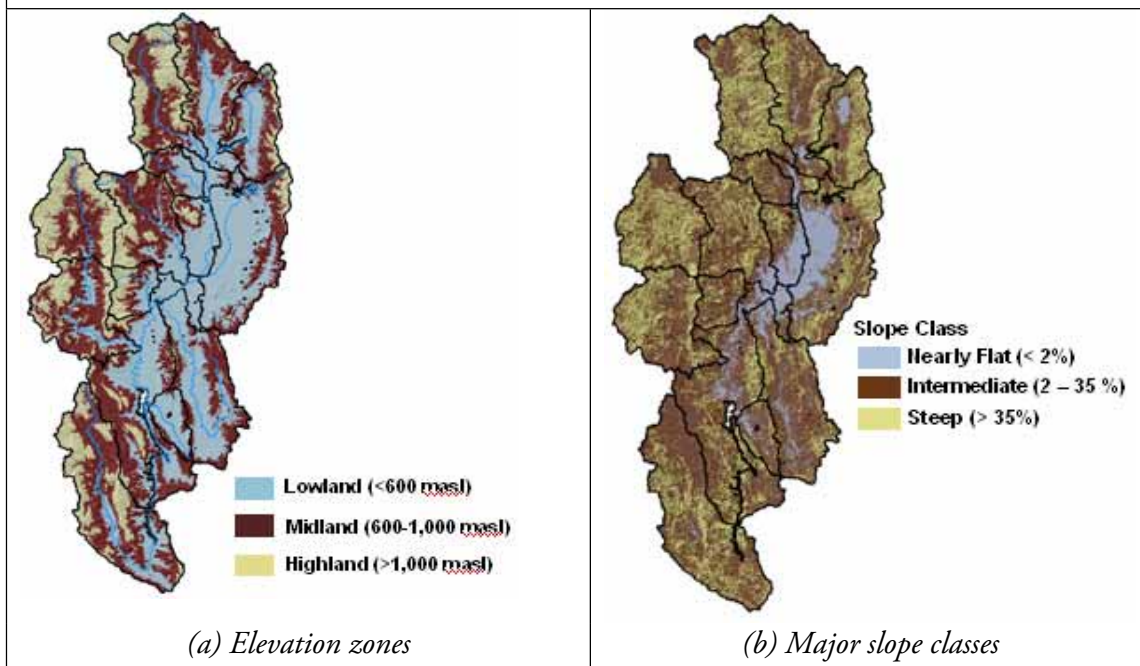 Lowland (<600 masl)
Midland (600-1,000 masl)
Highland (>1,000 masl)
(a) Elevation zones
Slope Class
Nearly Flat (< 2%)
Intermediate (2 – 35 %)
Steep (> 35%)
(b) Major slope classes